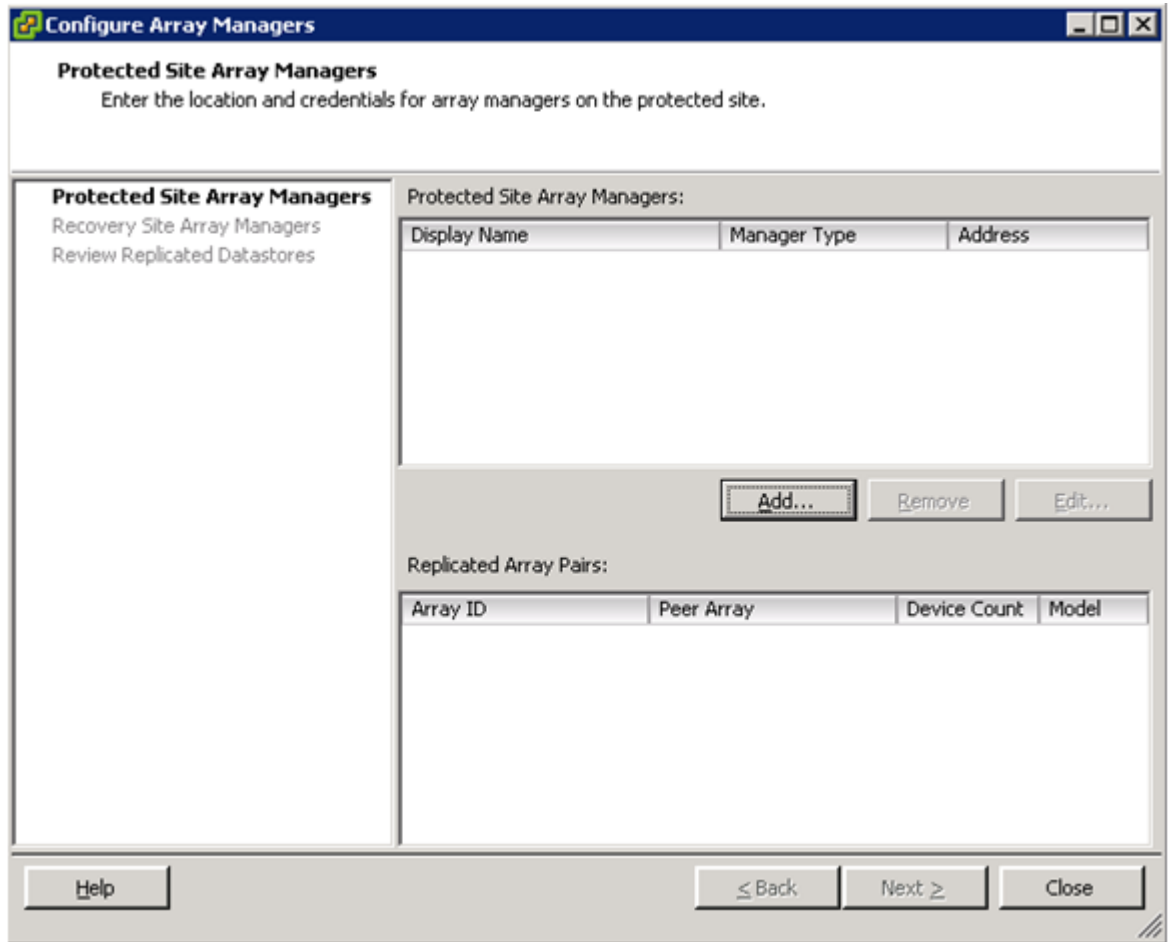 Configure Array Managers
Protected Site Array Managers
Enter the location and credentials for array managers on the protected site.
Protected Site Array Managers
Recovery Site Array Managers
Review Replicated Datastores
Protected Site Array Managers:
Display Name Manager Type Address
Add... Remove Edit...
Replicated Array Pairs:
Array ID Peer Array Device Count Model
Help < Back Next > Close